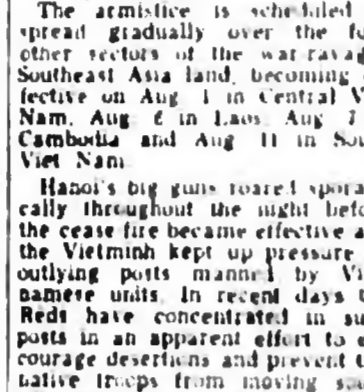 The armistice is scheduled
spread gradually over the
other sectors of the war-rava
Southeast Asia land, becoming
fective on Aug 1 in Central V
Nam, Aug 6 in Laos Aug 7
Cambodia and Aug 11 in Sou
Viet Nam
Hanoi's big guns roared spora
cally throughout the night befo
the cease fire became effective a
the Vietminh kept up pressure
outlying posts manned by Vi
namese units. In recent days
Reds have concentrated in su
posts in an apparent effort to e
courage desertions and prevent
native troops from moving